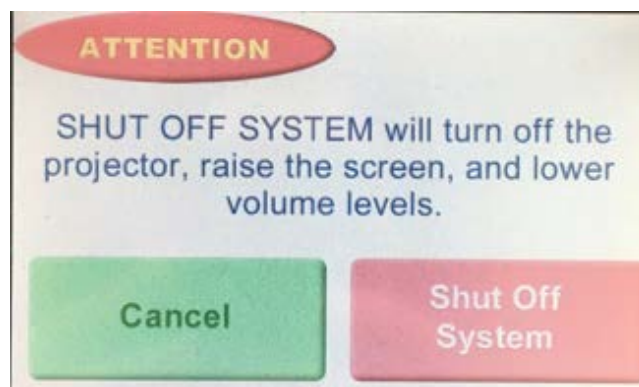 ATTENTION
SHUT OFF SYSTEM will turn off the
projector, raise the screen, and lower
volume levels.
Cancel
Shut Off
System